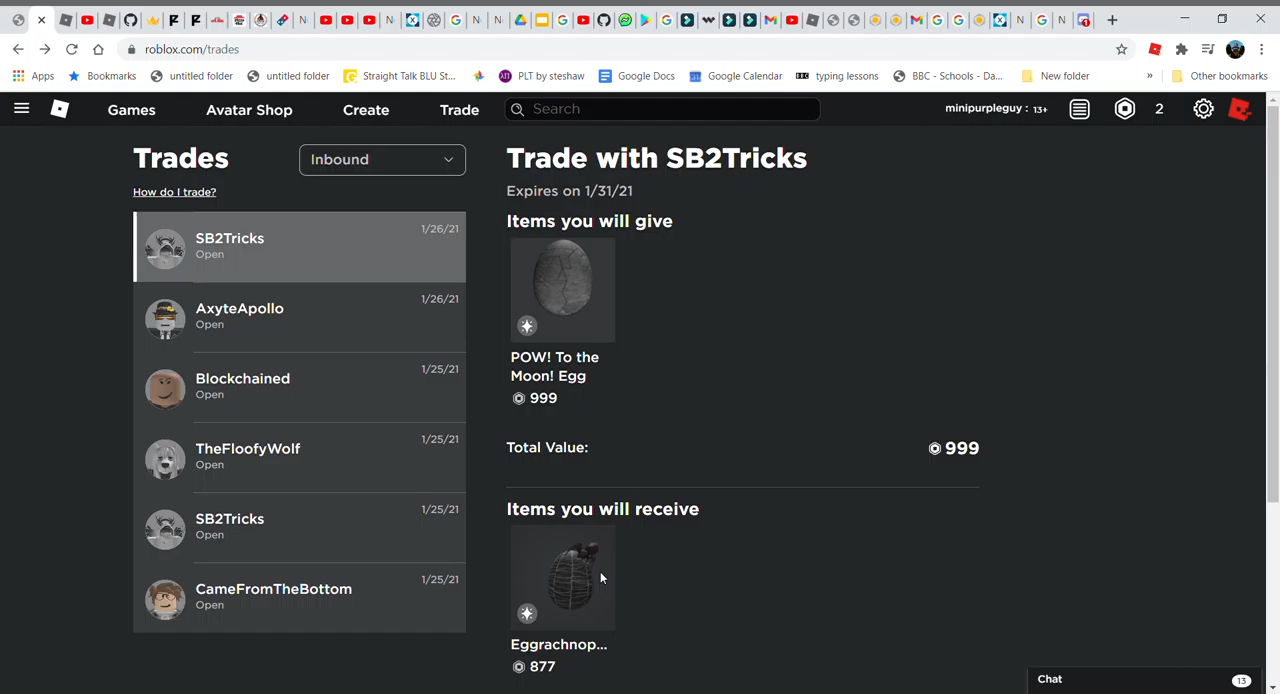 roblox.com/trades
Apps
Bookmarks
untitled folder
untitled folder
Straight Talk BLU St...
PLT by steshaw
Google Docs
Google Calendar
typing lessons
BBC - Schools - Da...
New folder
»
Other bookmarks
Games
Avatar Shop
Create
Trade
Search
minipurpleguy : 13+
2
Trades
Inbound
How do I trade?
SB2Tricks
1/26/21
Open
AxyteApollo
1/26/21
Open
Blockchained
1/25/21
Open
TheFloofyWolf
1/25/21
Open
SB2Tricks
1/25/21
Open
CameFromTheBottom
1/25/21
Open
Trade with SB2Tricks
Expires on 1/31/21
Items you will give
POW! To the
Moon! Egg
999
Total Value:
999
Items you will receive
Eggrachnop...
877
Chat
13